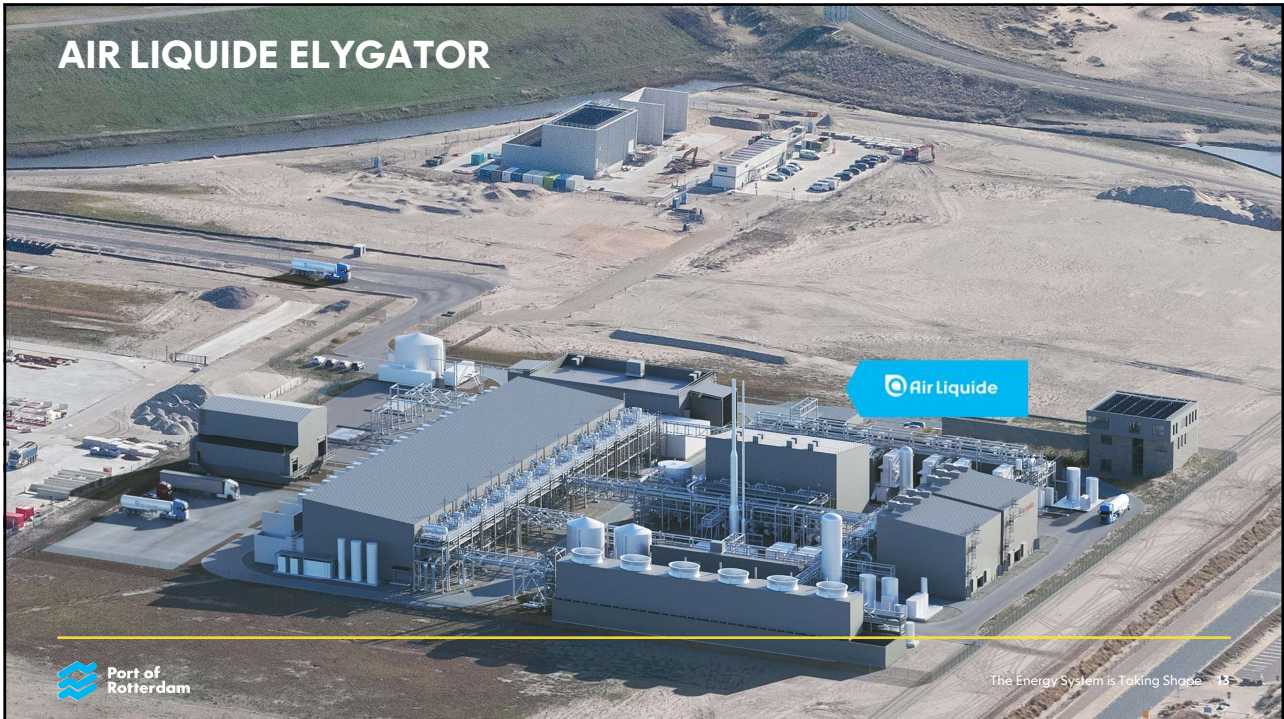 AIR LIQUIDE ELYGATOR
Air Liquide
Port of
Rotterdam
The Energy System is Taking Shape 13